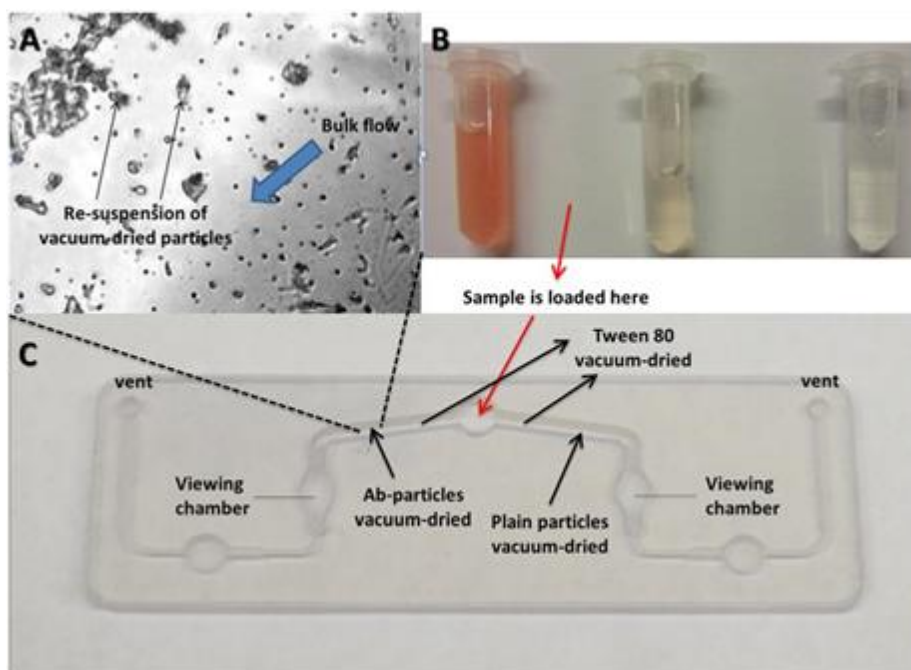 A
B
Bulk flow
Re-suspension of
vacuum-dried particles
Sample is loaded here
C
Tween 80
vacuum-dried
vent
vent
Viewing
chamber
Ab-particles
vacuum-dried
Plain particles
vacuum-dried
Viewing
chamber